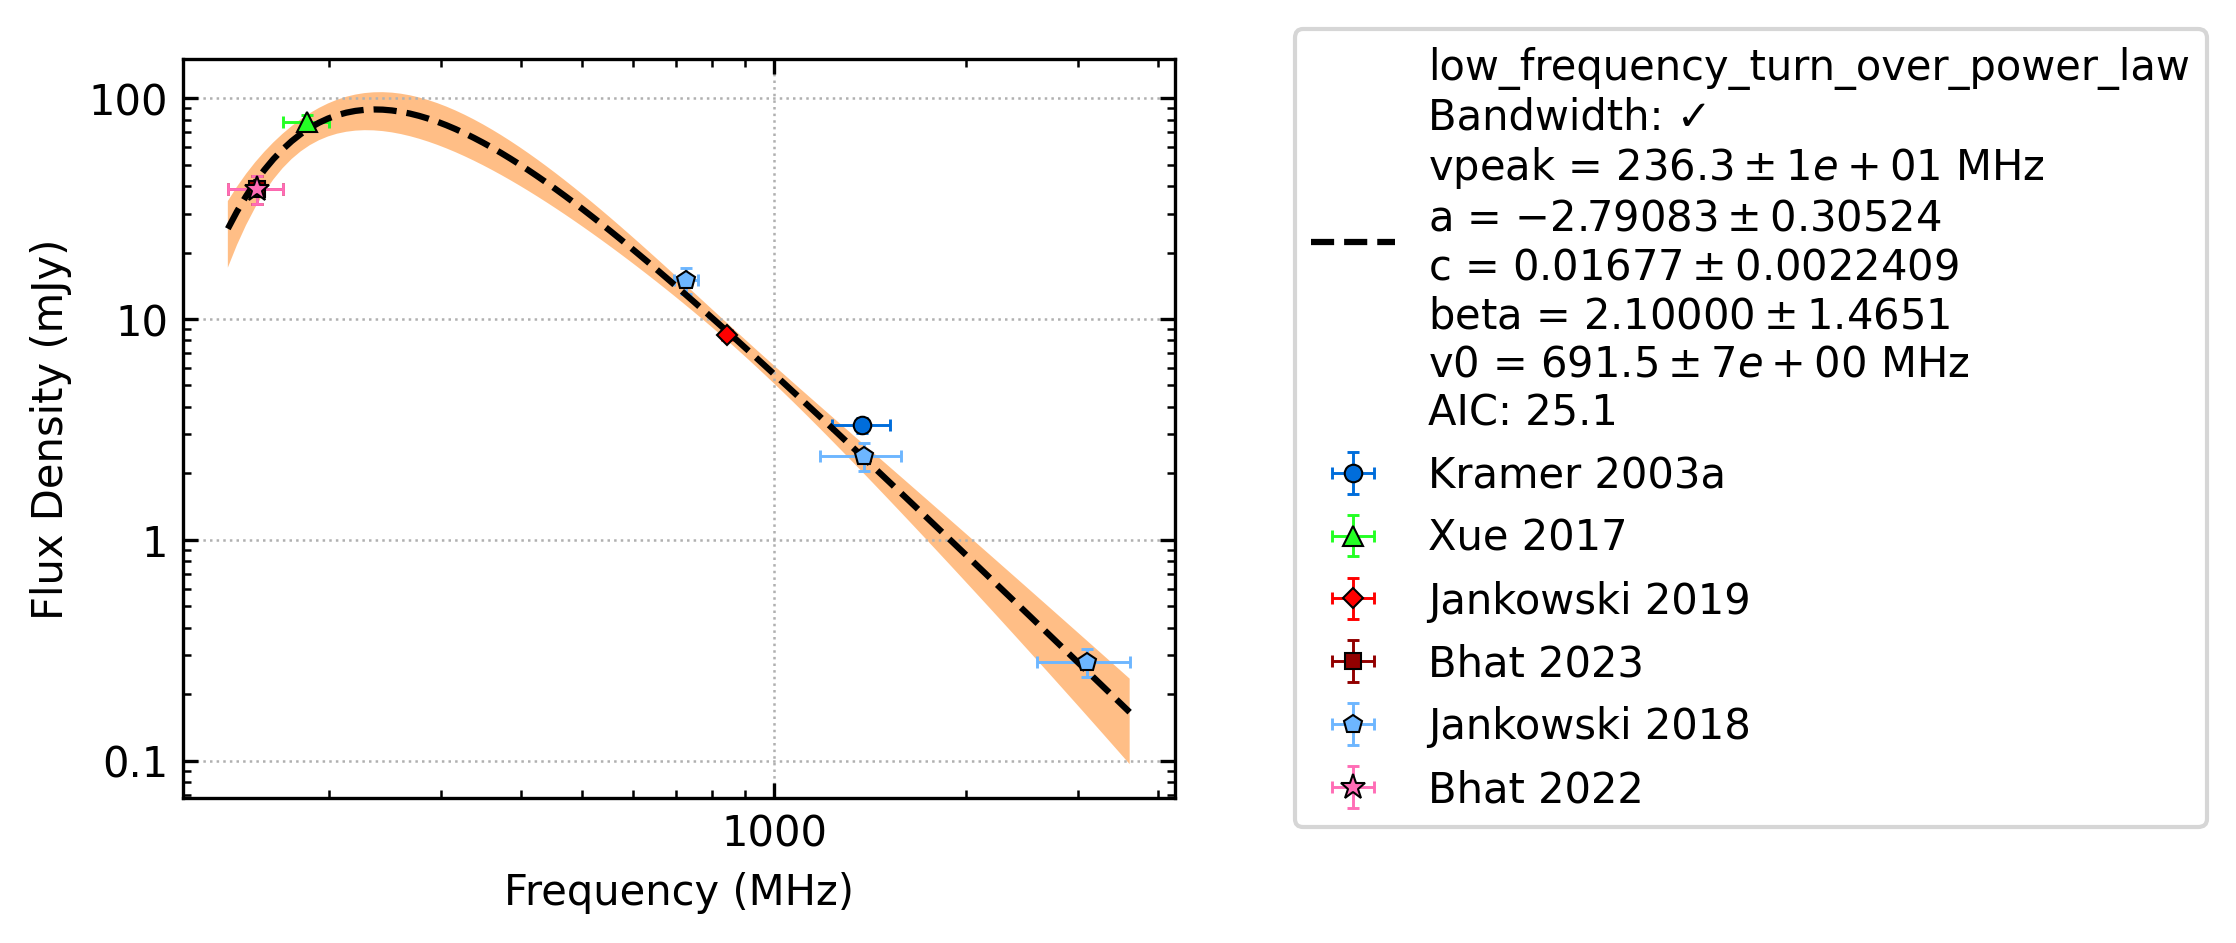 100
10
1
0.1
Flux Density (mJy)
1000
Frequency (MHz)
low_frequency_turn_over_power_law
Bandwidth: ✓
vpeak = 236.3 ± 1e + 01 MHz
a = −2.79083 ± 0.30524
c = 0.01677 ± 0.0022409
beta = 2.10000 ± 1.4651
v0 = 691.5 ± 7e + 00 MHz
AIC: 25.1
Kramer 2003a
Xue 2017
Jankowski 2019
Bhat 2023
Jankowski 2018
Bhat 2022